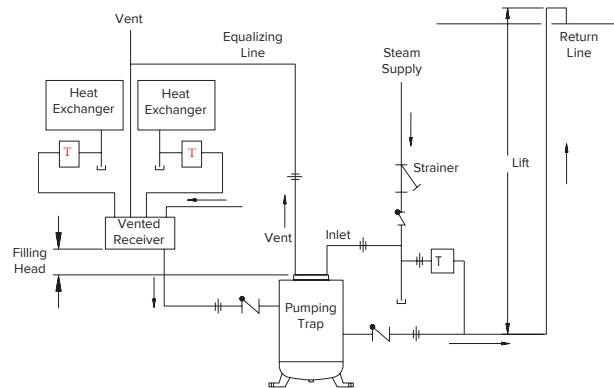 Vent
Equalizing
Line
Steam
Supply
Return
Line
Heat
Exchanger
Heat
Exchanger
T
T
Strainer
Lift
Vented
Receiver
Filling
Head
Vent
Inlet
T
Pumping
Trap